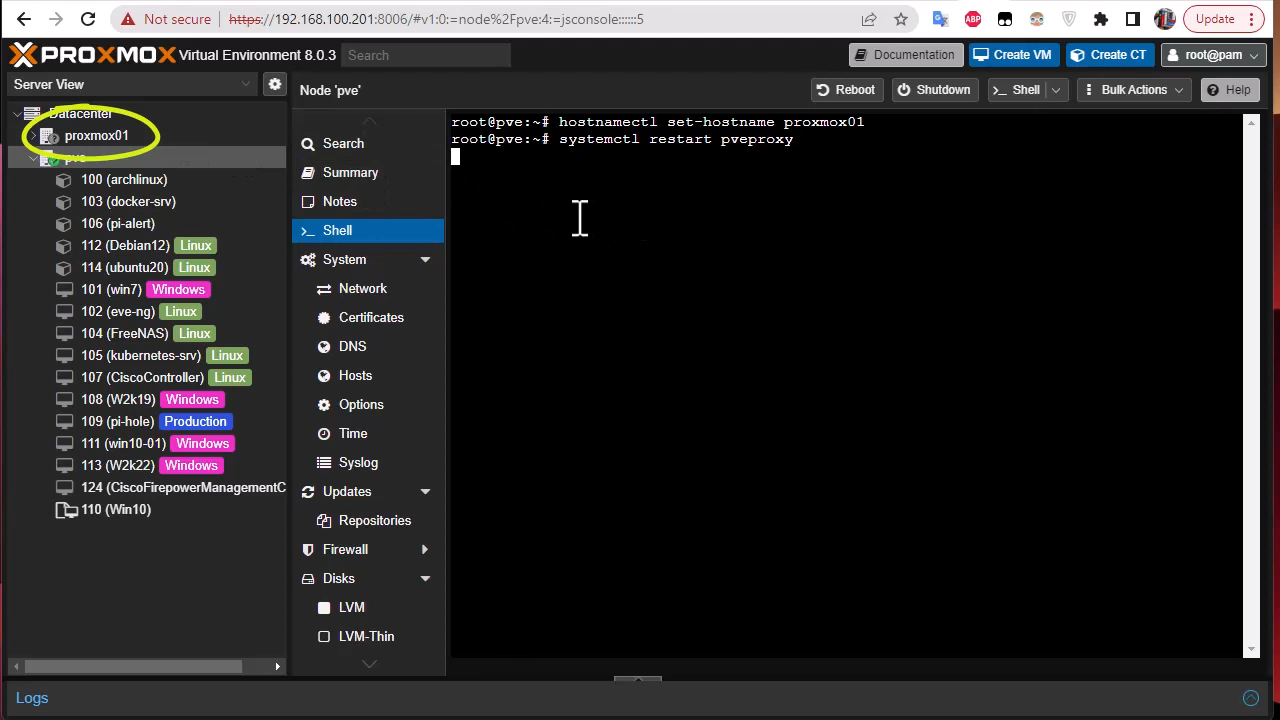 Not secure https://192.168.100.201:8006/#v1:0:=node%2Fpve:4:=jsconsole::::::5 Update
PROXMOX Virtual Environment 8.0.3 Search Documentation Create VM Create CT root@pam
Server View
Node 'pve' Reboot Shutdown Shell Bulk Actions Help
Datacenter
proxmox01
pve
100 (archlinux)
103 (docker-srv)
106 (pi-alert)
112 (Debian12) Linux
114 (ubuntu20) Linux
101 (win7) Windows
102 (eve-ng) Linux
104 (FreeNAS) Linux
105 (kubernetes-srv) Linux
107 (CiscoController) Linux
108 (W2k19) Windows
109 (pi-hole) Production
111 (win10-01) Windows
113 (W2k22) Windows
124 (CiscoFirepowerManagementC
110 (Win10)
Search
Summary
Notes
Shell
System
Network
Certificates
DNS
Hosts
Options
Time
Syslog
Updates
Repositories
Firewall
Disks
LVM
LVM-Thin
root@pve:~# hostnamectl set-hostname proxmox01
root@pve:~# systemctl restart pveproxy
Logs